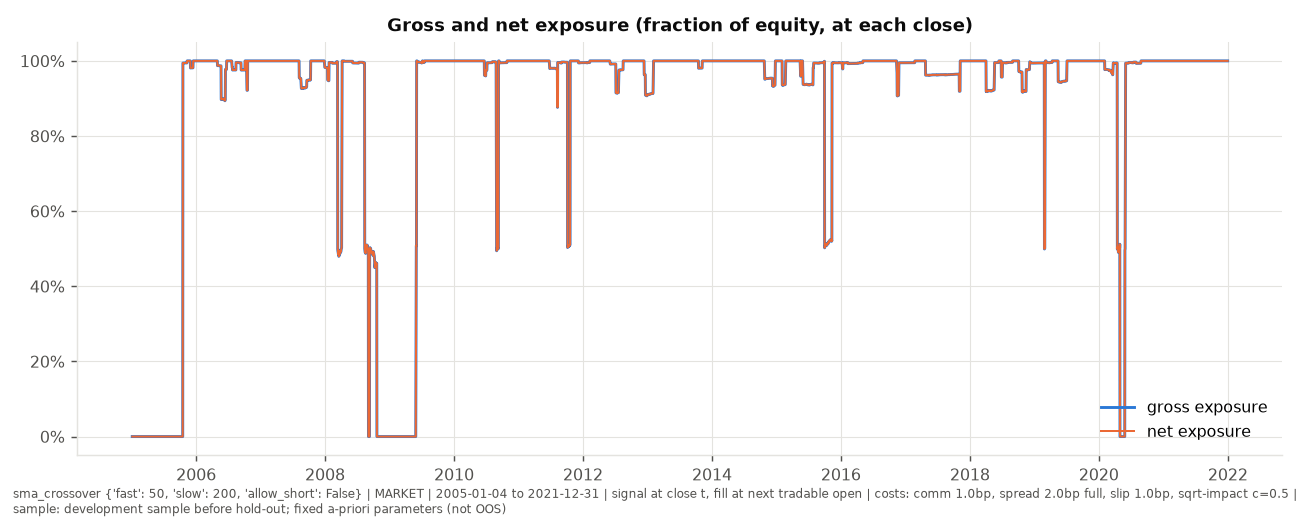 Gross and net exposure (fraction of equity, at each close)
100%
80%
60%
40%
20%
0%
gross exposure
net exposure
2006 2008 2010 2012 2014 2016 2018 2020 2022
sma_crossover {'fast': 50, 'slow': 200, 'allow_short': False} | MARKET | 2005-01-04 to 2021-12-31 | signal at close t, fill at next tradable open | costs: comm 1.0bp, spread 2.0bp full, slip 1.0bp, sqrt-impact c=0.5 |
sample: development sample before hold-out; fixed a-priori parameters (not OOS)